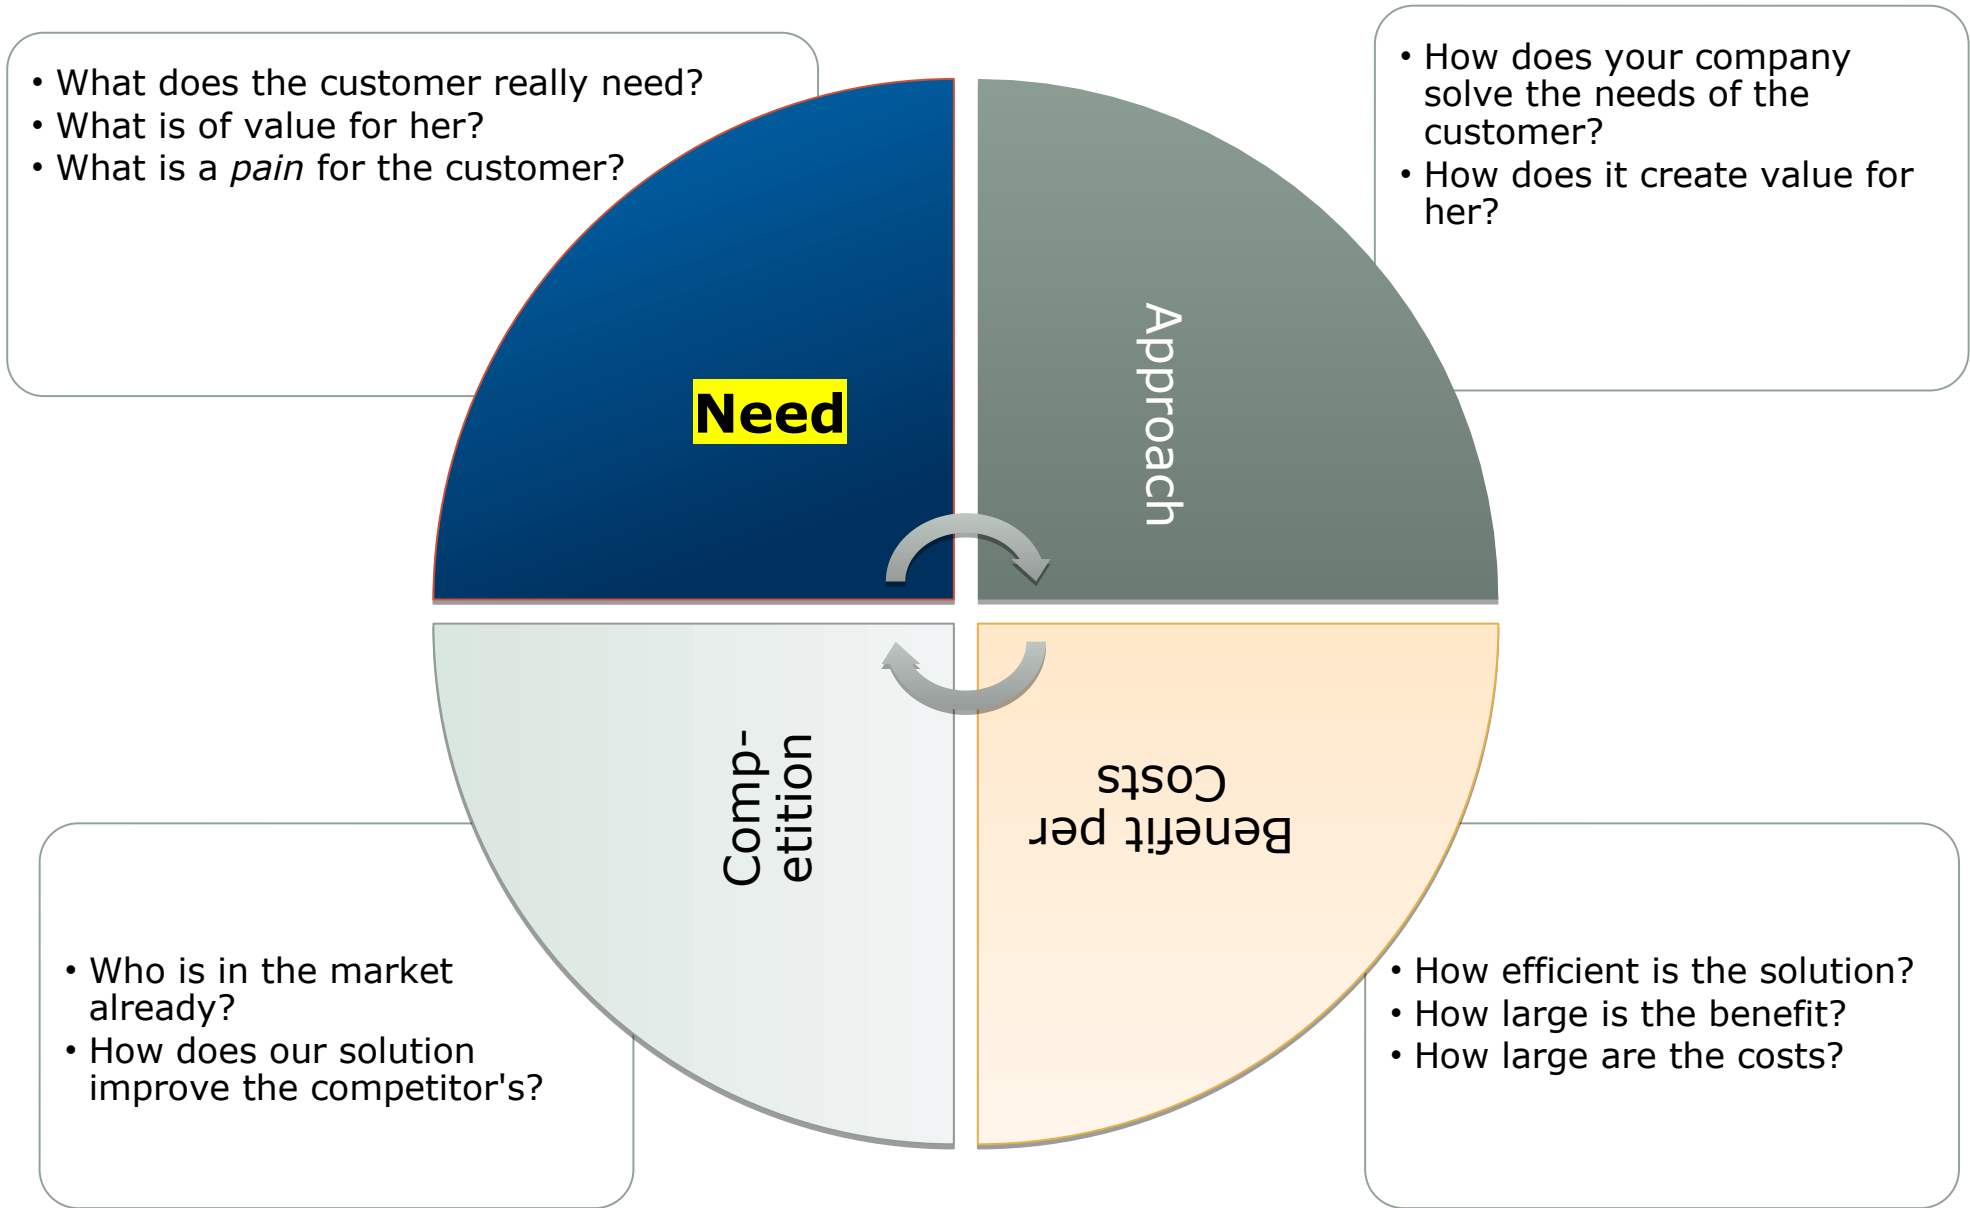 • What does the customer really need?
• What is of value for her?
• What is a pain for the customer?
• How does your company
solve the needs of the
customer?
• How does it create value for
her?
Need
Approach
Comp-
etition
Benefit per
Costs
• Who is in the market
already?
• How does our solution
improve the competitor's?
• How efficient is the solution?
• How large is the benefit?
• How large are the costs?